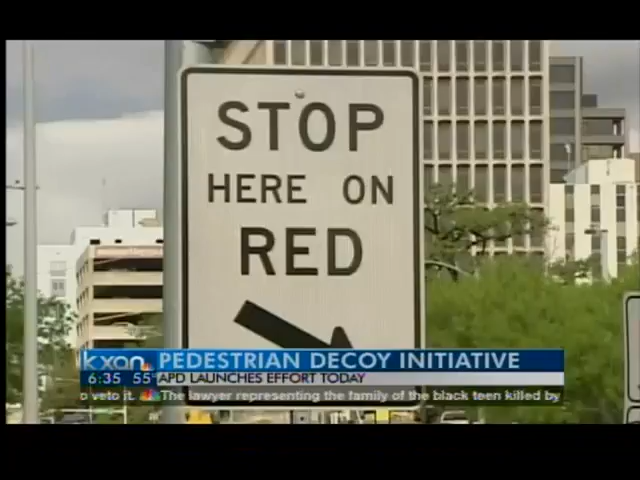 STOP
HERE ON
RED
kxan PEDESTRIAN DECOY INITIATIVE
6:35 55° APD LAUNCHES EFFORT TODAY
o veto it. The lawyer representing the family of the black teen killed by